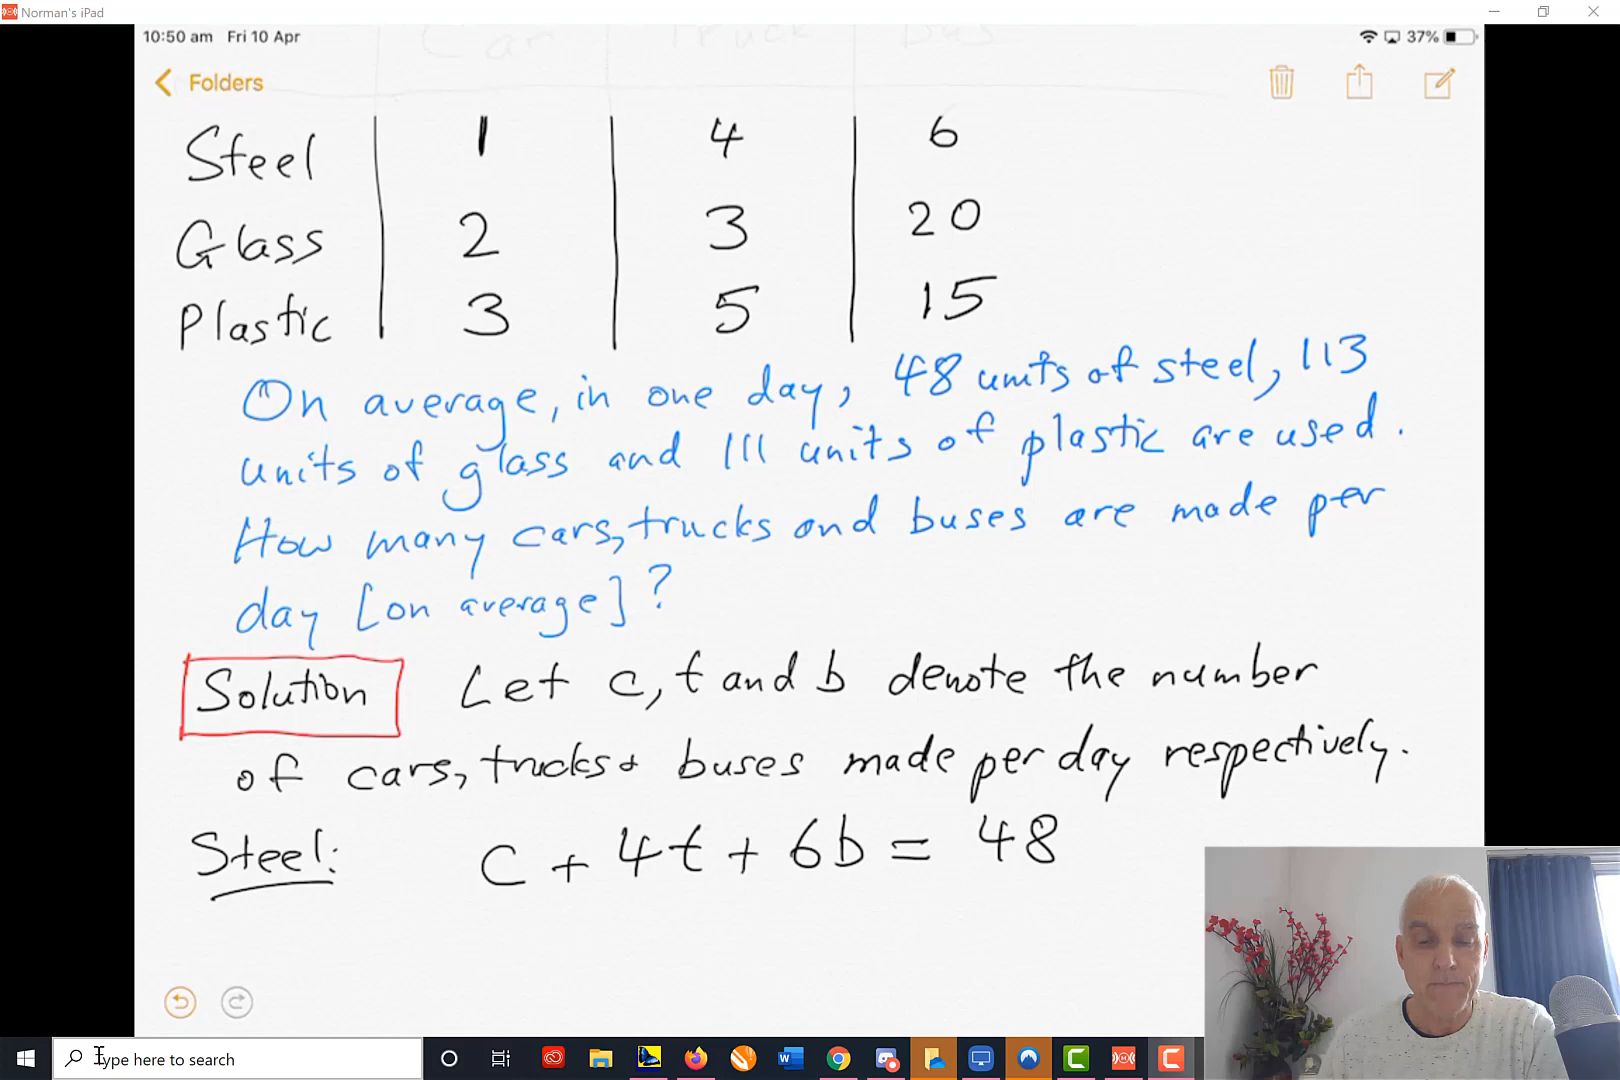 Norman's iPad
10:50 am Fri 10 Apr 37%
Car Truck Bus
Folders
Steel 1 4 6
Glass 2 3 20
Plastic 3 5 15
On average, in one day, 48 units of steel, 113
units of glass and 111 units of plastic are used.
How many cars, trucks and buses are made per
day [on average]?
Solution Let c, t and b denote the number
of cars, trucks + buses made per day respectively.
Steel: c + 4t + 6b = 48
Type here to search